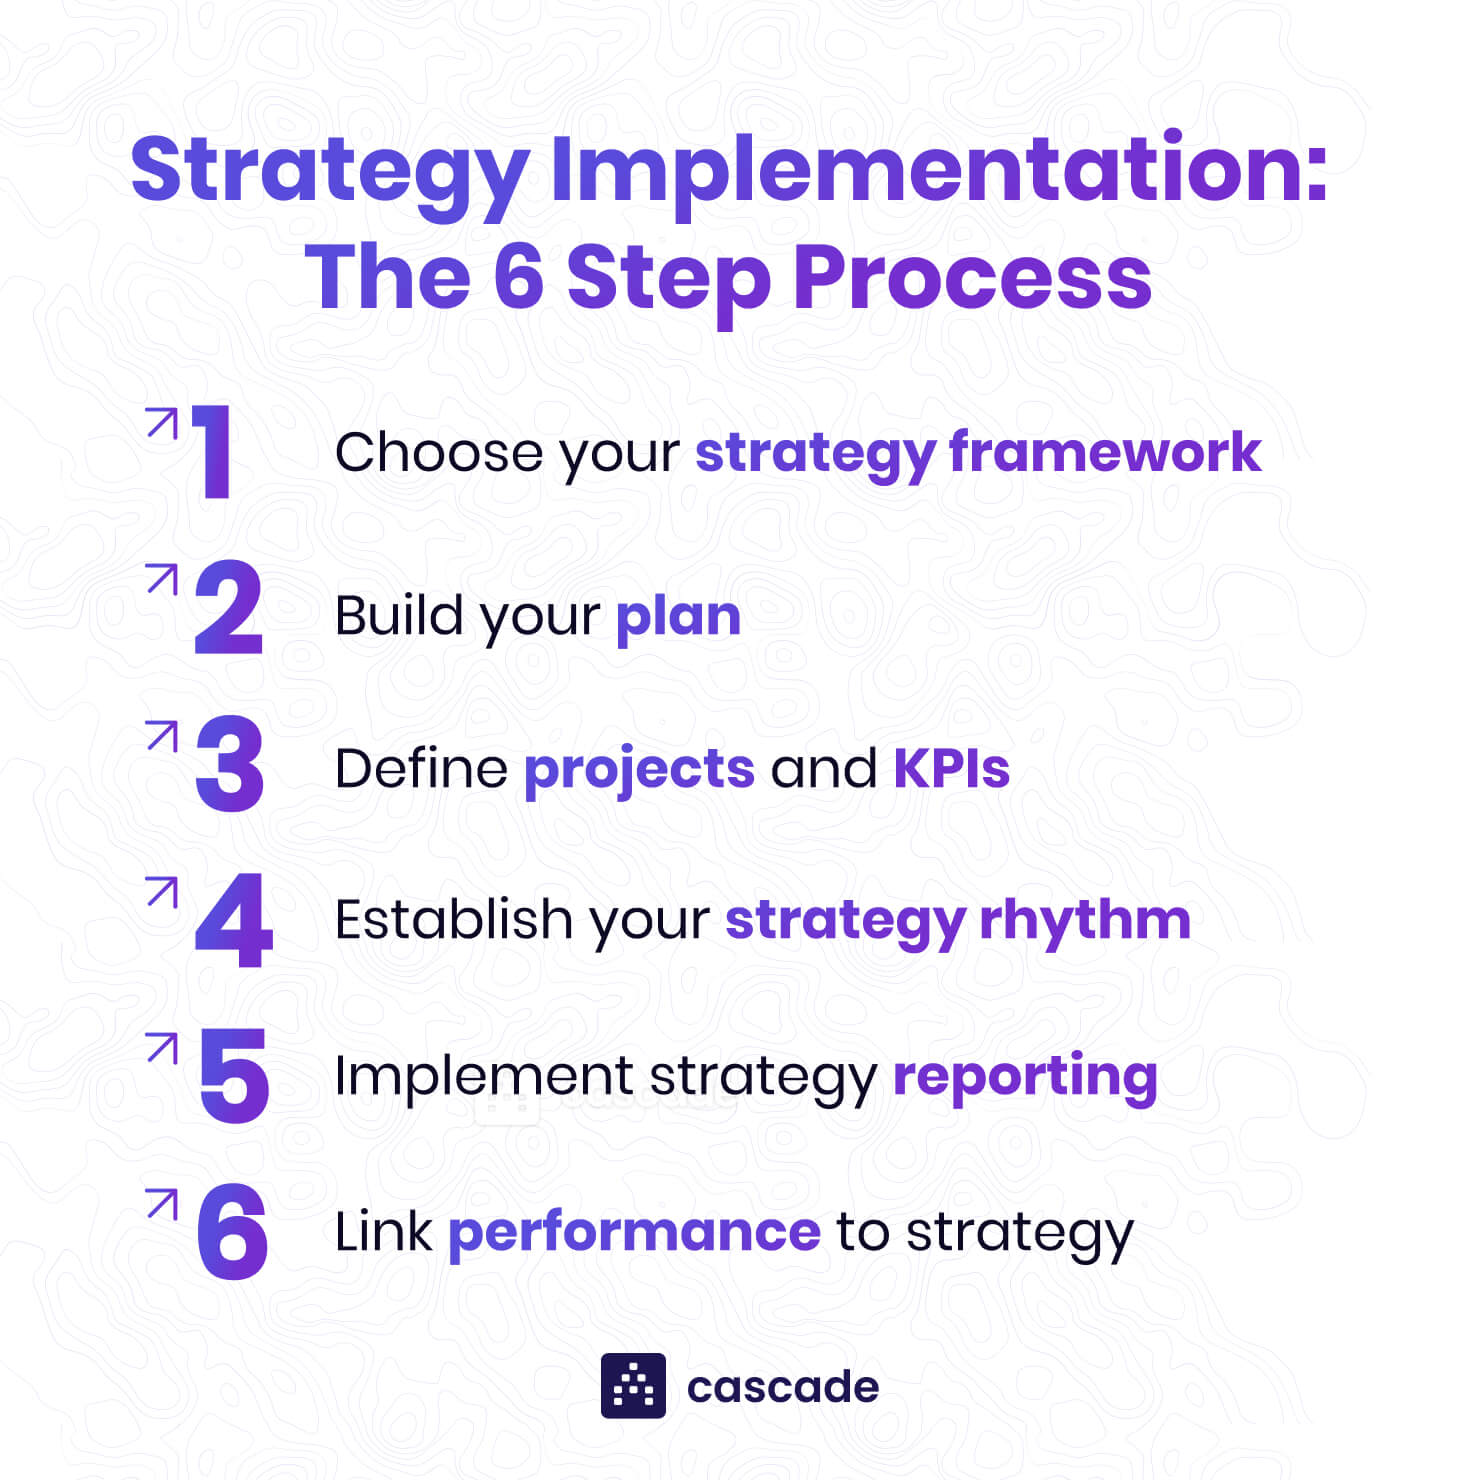 Strategy Implementation:
The 6 Step Process
1 Choose your strategy framework
2 Build your plan
3 Define projects and KPIs
4 Establish your strategy rhythm
5 Implement strategy reporting
6 Link performance to strategy
cascade